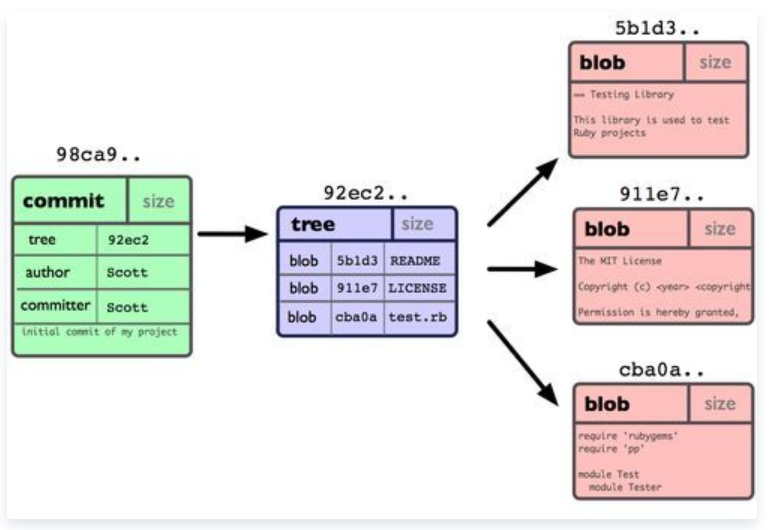 98ca9..
commit size
tree 92ec2
author Scott
committer Scott
initial commit of my project
92ec2..
tree size
blob 5b1d3 README
blob 911e7 LICENSE
blob cba0a test.rb
5b1d3..
blob size
== Testing Library
This library is used to test
Ruby projects
911e7..
blob size
The MIT License
Copyright (c) <year> <copyright
Permission is hereby granted,
cba0a..
blob size
require 'rubygems'
require 'pp'
module Test
module Tester